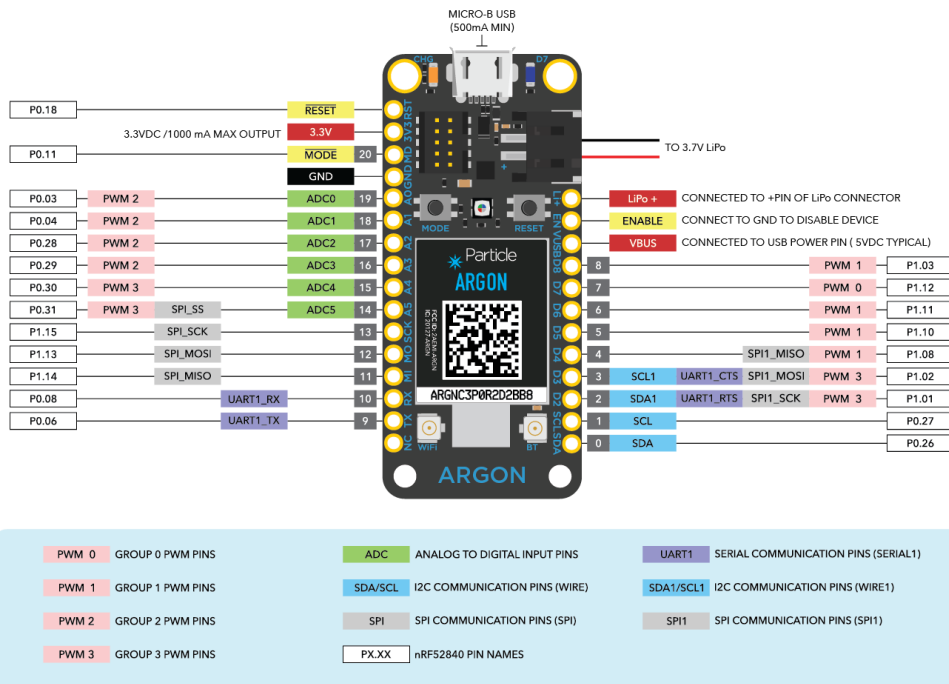 MICRO-B USB
(500mA MIN)
CHG
D7
P0.18 RESET RST
3.3VDC /1000 mA MAX OUTPUT 3.3V 3V3
P0.11 MODE 20 MD
GND GND
TO 3.7V LiPo
P0.03 PWM 2 ADC0 19 A0
P0.04 PWM 2 ADC1 18 A1
P0.28 PWM 2 ADC2 17 A2
P0.29 PWM 2 ADC3 16 A3
P0.30 PWM 3 ADC4 15 A4
P0.31 PWM 3 SPI_SS ADC5 14 A5
P1.15 SPI_SCK 13 SCK
P1.13 SPI_MOSI 12 MO
P1.14 SPI_MISO 11 MI
P0.08 UART1_RX 10 RX
P0.06 UART1_TX 9 TX
NC
MODE RESET
Particle
ARGON
FCC ID: 2AEMI-ARGON
IC: 20127-ARGON
ARGNC3P0R2D2BB8
WiFi BT
ARGON
LI+ LiPo + CONNECTED TO +PIN OF LiPo CONNECTOR
EN ENABLE CONNECT TO GND TO DISABLE DEVICE
VUSB VBUS CONNECTED TO USB POWER PIN ( 5VDC TYPICAL)
D8 8 PWM 1 P1.03
D7 7 PWM 0 P1.12
D6 6 PWM 1 P1.11
D5 5 PWM 1 P1.10
D4 4 SPI1_MISO PWM 1 P1.08
D3 3 SCL1 UART1_CTS SPI1_MOSI PWM 3 P1.02
D2 2 SDA1 UART1_RTS SPI1_SCK PWM 3 P1.01
SCL 1 SCL P0.27
SDA 0 SDA P0.26
PWM 0 GROUP 0 PWM PINS
PWM 1 GROUP 1 PWM PINS
PWM 2 GROUP 2 PWM PINS
PWM 3 GROUP 3 PWM PINS
ADC ANALOG TO DIGITAL INPUT PINS
SDA/SCL I2C COMMUNICATION PINS (WIRE)
SPI SPI COMMUNICATION PINS (SPI)
PX.XX nRF52840 PIN NAMES
UART1 SERIAL COMMUNICATION PINS (SERIAL1)
SDA1/SCL1 I2C COMMUNICATION PINS (WIRE1)
SPI1 SPI COMMUNICATION PINS (SPI1)